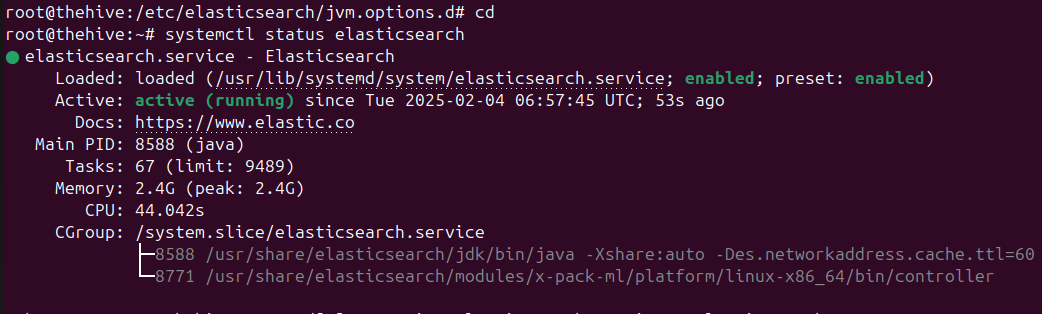 root@thehive:/etc/elasticsearch/jvm.options.d# cd
root@thehive:~# systemctl status elasticsearch
● elasticsearch.service - Elasticsearch
Loaded: loaded (/usr/lib/systemd/system/elasticsearch.service; enabled; preset: enabled)
Active: active (running) since Tue 2025-02-04 06:57:45 UTC; 53s ago
Docs: https://www.elastic.co
Main PID: 8588 (java)
Tasks: 67 (limit: 9489)
Memory: 2.4G (peak: 2.4G)
CPU: 44.042s
CGroup: /system.slice/elasticsearch.service
├─8588 /usr/share/elasticsearch/jdk/bin/java -Xshare:auto -Des.networkaddress.cache.ttl=60
└─8771 /usr/share/elasticsearch/modules/x-pack-ml/platform/linux-x86_64/bin/controller